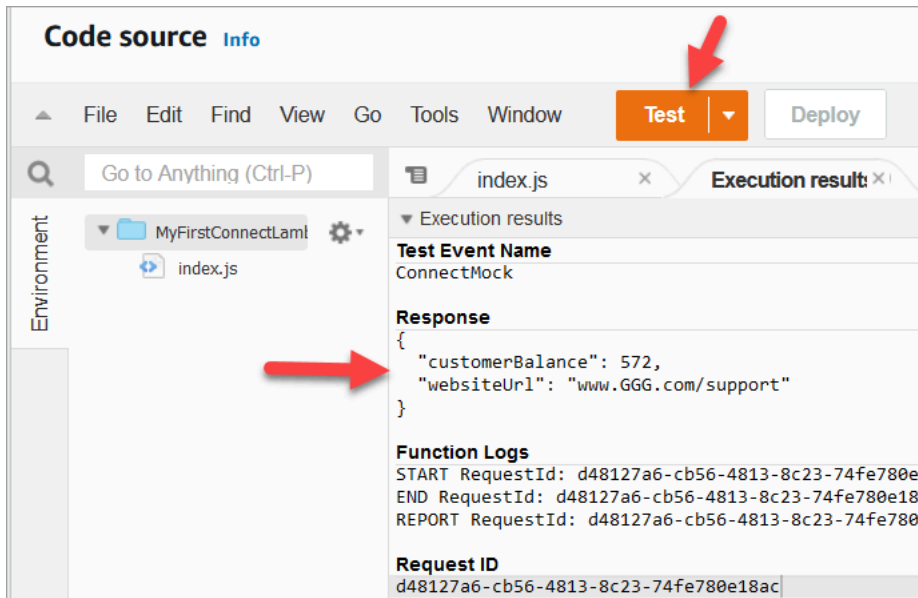 Code source Info
File Edit Find View Go Tools Window Test Deploy
Go to Anything (Ctrl-P)
index.js
Execution results
Environment
MyFirstConnectLaml
index.js
Execution results
Test Event Name
ConnectMock
Response
{
"customerBalance": 572,
"websiteUrl": "www.GGG.com/support"
}
Function Logs
START RequestId: d48127a6-cb56-4813-8c23-74fe780e
END RequestId: d48127a6-cb56-4813-8c23-74fe780e18
REPORT RequestId: d48127a6-cb56-4813-8c23-74fe780
Request ID
d48127a6-cb56-4813-8c23-74fe780e18ac